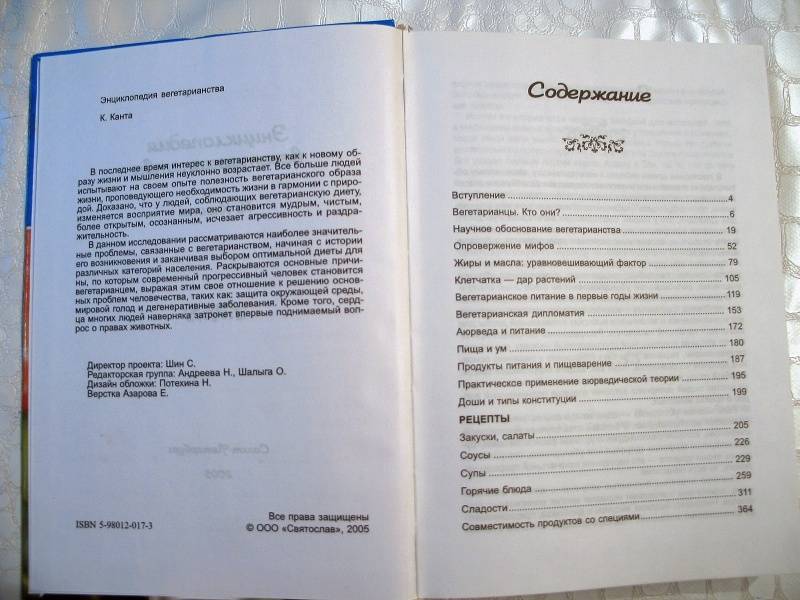 Энциклопедия вегетарианства
К. Канта
В последнее время интерес к вегетарианству, как к новому об-
разу жизни и мышления неуклонно возрастает. Все больше людей
испытывают на своем опыте полезность вегетарианского образа
жизни, проповедующего необходимость жизни в гармонии с приро-
дой. Доказано, что у людей, соблюдающих вегетарианскую диету,
изменяется восприятие мира, оно становится мудрым, чистым,
более открытым, осознанным, исчезает агрессивность и раздра-
жительность.
В данном исследовании рассматриваются наиболее значитель-
ные проблемы, связанные с вегетарианством, начиная с истории
его возникновения и заканчивая выбором оптимальной диеты для
различных категорий населения. Раскрываются основные причи-
ны, по которым современный прогрессивный человек становится
вегетарианцем, выражая этим свое отношение к решению основ-
ных проблем человечества, таких как: защита окружающей среды,
мировой голод и дегенеративные заболевания. Кроме того, серд-
ца многих людей наверняка затронет впервые поднимаемый воп-
рос о правах животных.
Директор проекта: Шин С.
Редакторская группа: Андреева Н., Шалыга О.
Дизайн обложки: Потехина Н.
Верстка Азарова Е.
Все права защищены
ISBN 5-98012-017-3 © ООО «Святослав», 2005
Содержание
Вступление 4
Вегетарианцы. Кто они? 6
Научное обоснование вегетарианства 19
Опровержение мифов 52
Жиры и масла: уравновешивающий фактор 79
Клетчатка — дар растений 105
Вегетарианское питание в первые годы жизни 119
Вегетарианская дипломатия 153
Аюрведа и питание 172
Пища и ум 180
Продукты питания и пищеварение 187
Практическое применение аюрведической теории 195
Доши и типы конституции 199
РЕЦЕПТЫ
Закуски, салаты 205
Соусы 226
Супы 229
Горячие блюда 259
Сладости 311
Совместимость продуктов со специями 364